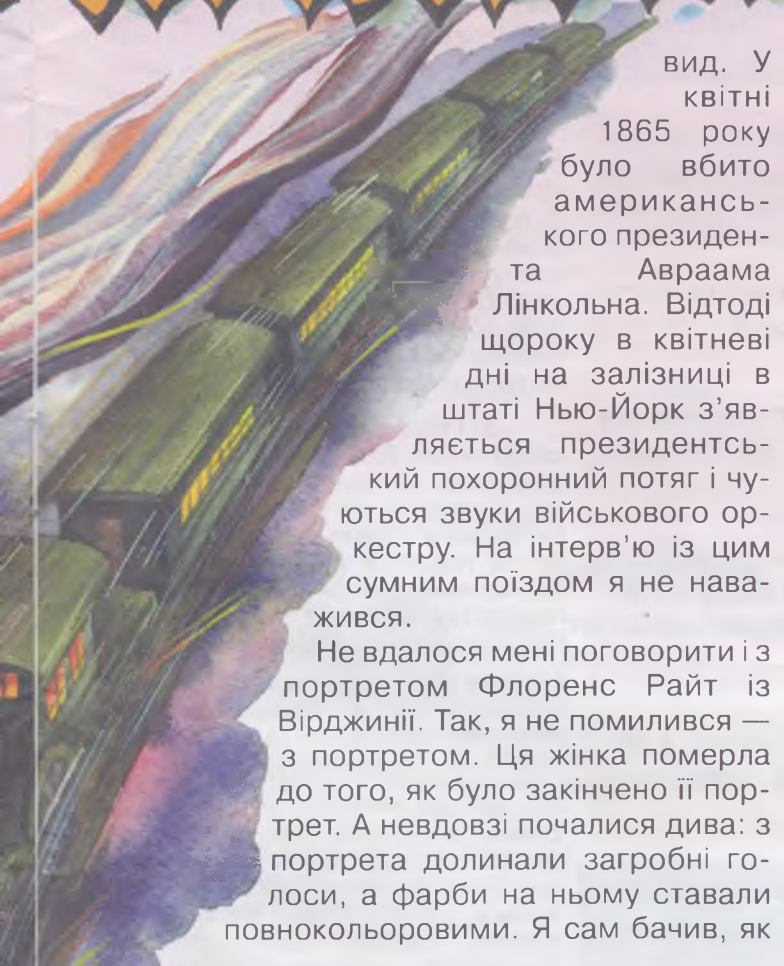 вид. У
квітні
1865 року
було вбито
американсь-
кого президен-
та Авраама
Лінкольна. Відтоді
щороку в квітневі
дні на залізниці в
штаті Нью-Йорк з'яв-
ляється президентсь-
кий похоронний потяг і чу-
ються звуки військового ор-
кестру. На інтерв'ю із цим
сумним поїздом я не нава-
жився.
Не вдалося мені поговорити і з
портретом Флоренс Райт із
Вірджинії. Так, я не помилився —
з портретом. Ця жінка померла
до того, як було закінчено її пор-
трет. А невдовзі почалися дива: з
портрета долинали загробні го-
лоси, а фарби на ньому ставали
повнокольоровими. Я сам бачив, як